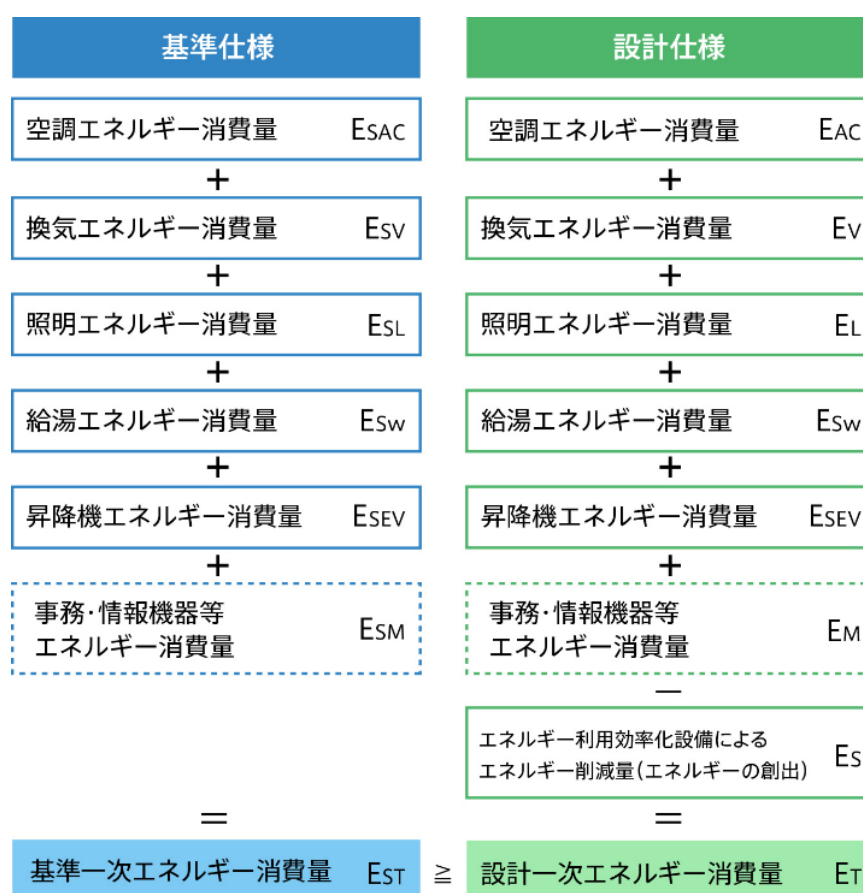 基準仕様
空調エネルギー消費量 ESAC
+
換気エネルギー消費量 ESV
+
照明エネルギー消費量 ESL
+
給湯エネルギー消費量 ESW
+
昇降機エネルギー消費量 ESEV
+
事務・情報機器等
エネルギー消費量 ESM
=
基準一次エネルギー消費量 EST
≧
設計仕様
空調エネルギー消費量 EAC
+
換気エネルギー消費量 EV
+
照明エネルギー消費量 EL
+
給湯エネルギー消費量 ESW
+
昇降機エネルギー消費量 ESEV
+
事務・情報機器等
エネルギー消費量 EM
−
エネルギー利用効率化設備による
エネルギー削減量(エネルギーの創出) ES
=
設計一次エネルギー消費量 ET